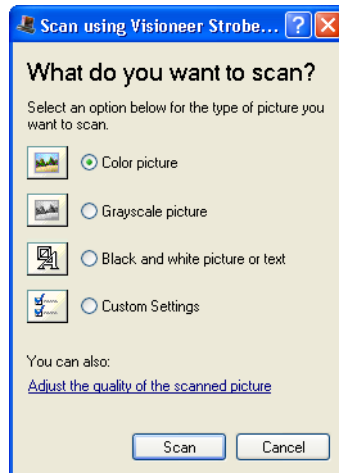 Scan using Visioneer Strobe...
What do you want to scan?
Select an option below for the type of picture you
want to scan.
Color picture
Grayscale picture
Black and white picture or text
Custom Settings
You can also:
Adjust the quality of the scanned picture
Scan
Cancel